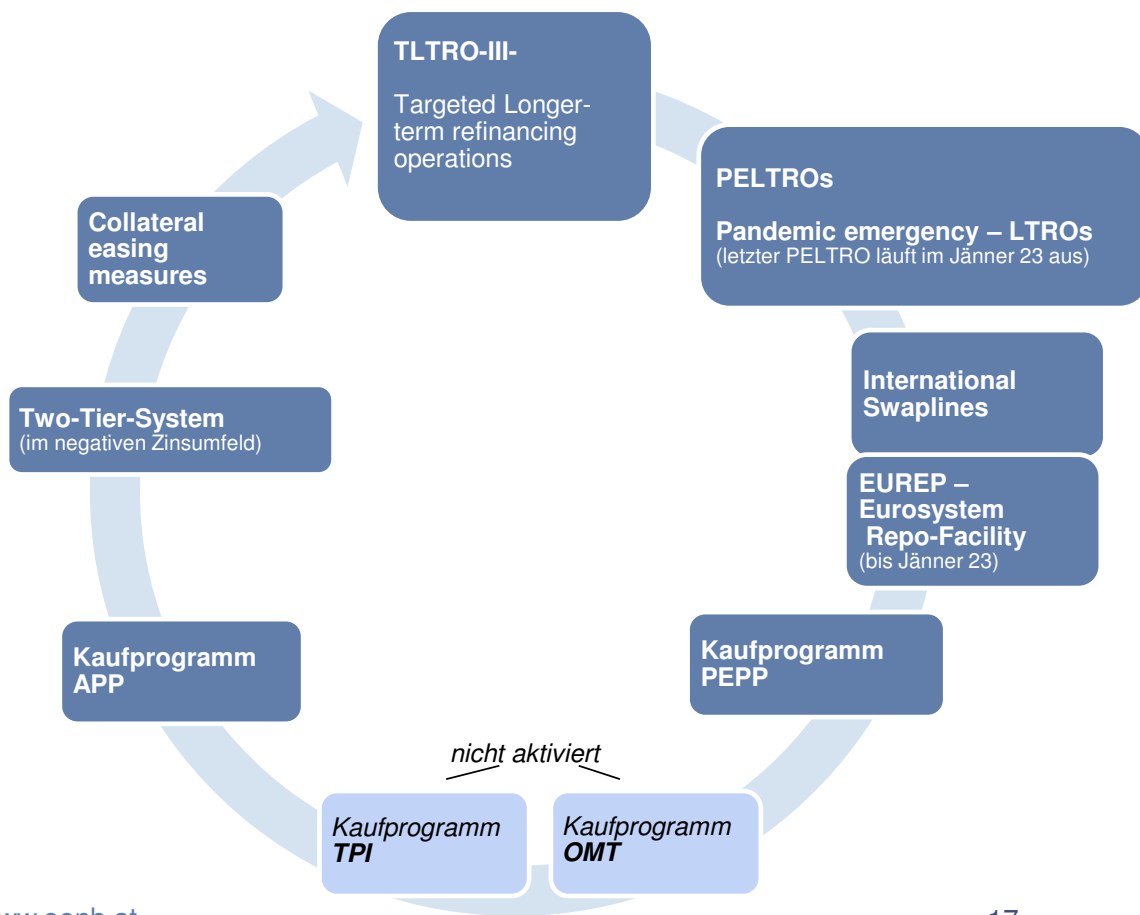 TLTRO-III-
Targeted Longer-
term refinancing
operations
PELTROs
Pandemic emergency – LTROs
(letzter PELTRO läuft im Jänner 23 aus)
International
Swaplines
EUREP –
Eurosystem
Repo-Facility
(bis Jänner 23)
Kaufprogramm
PEPP
nicht aktiviert
Kaufprogramm
OMT
Kaufprogramm
TPI
Kaufprogramm
APP
Two-Tier-System
(im negativen Zinsumfeld)
Collateral
easing
measures